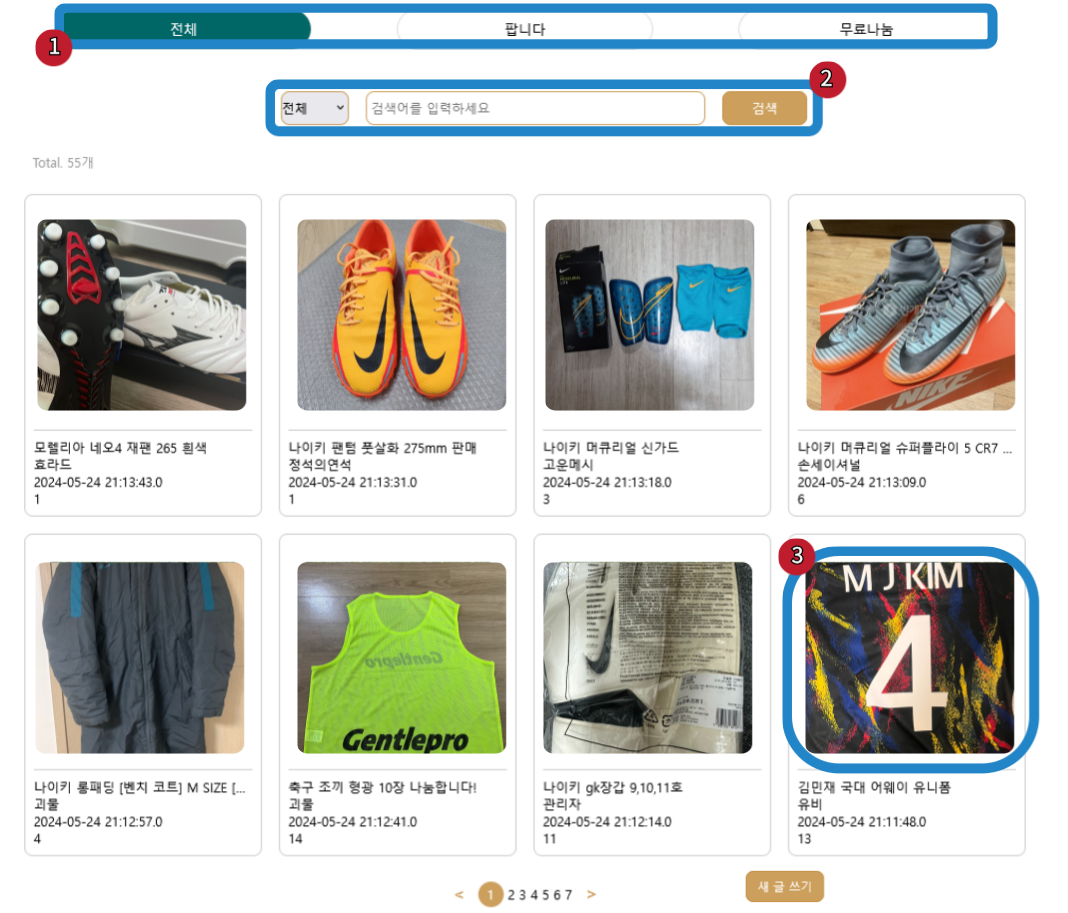 전체 팝니다 무료나눔
1
2
전체 검색어를 입력하세요 검색
Total. 55개
NIKE
모렐리아 네오4 재팬 265 흰색
효라드
2024-05-24 21:13:43.0
1
나이키 팬텀 풋살화 275mm 판매
정석의연석
2024-05-24 21:13:31.0
1
나이키 머큐리얼 신가드
고운메시
2024-05-24 21:13:18.0
3
나이키 머큐리얼 슈퍼플라이 5 CR7 ...
손세이셔널
2024-05-24 21:13:09.0
6
Gentlepro
Gentlepro
3
M J KIM
4
나이키 롱패딩 [벤치 코트] M SIZE [...
괴물
2024-05-24 21:12:57.0
4
축구 조끼 형광 10장 나눔합니다!
괴물
2024-05-24 21:12:41.0
14
나이키 gk장갑 9,10,11호
관리자
2024-05-24 21:12:14.0
11
김민재 국대 어웨이 유니폼
유비
2024-05-24 21:11:48.0
13
< 1 2 3 4 5 6 7 >
새 글 쓰기